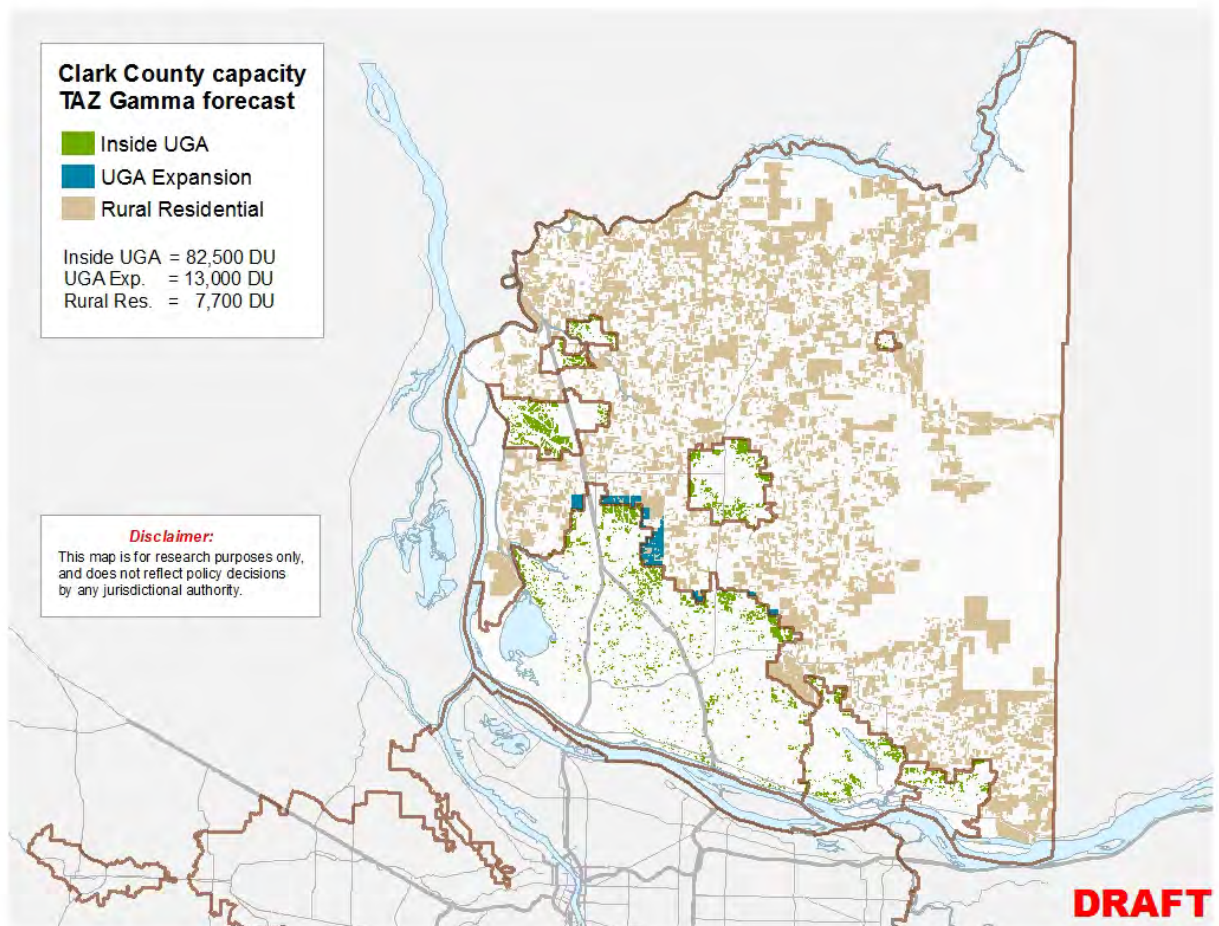 Clark County capacity
TAZ Gamma forecast
Inside UGA
UGA Expansion
Rural Residential
Inside UGA = 82,500 DU
UGA Exp. = 13,000 DU
Rural Res. = 7,700 DU
Disclaimer:
This map is for research purposes only,
and does not reflect policy decisions
by any jurisdictional authority.
DRAFT